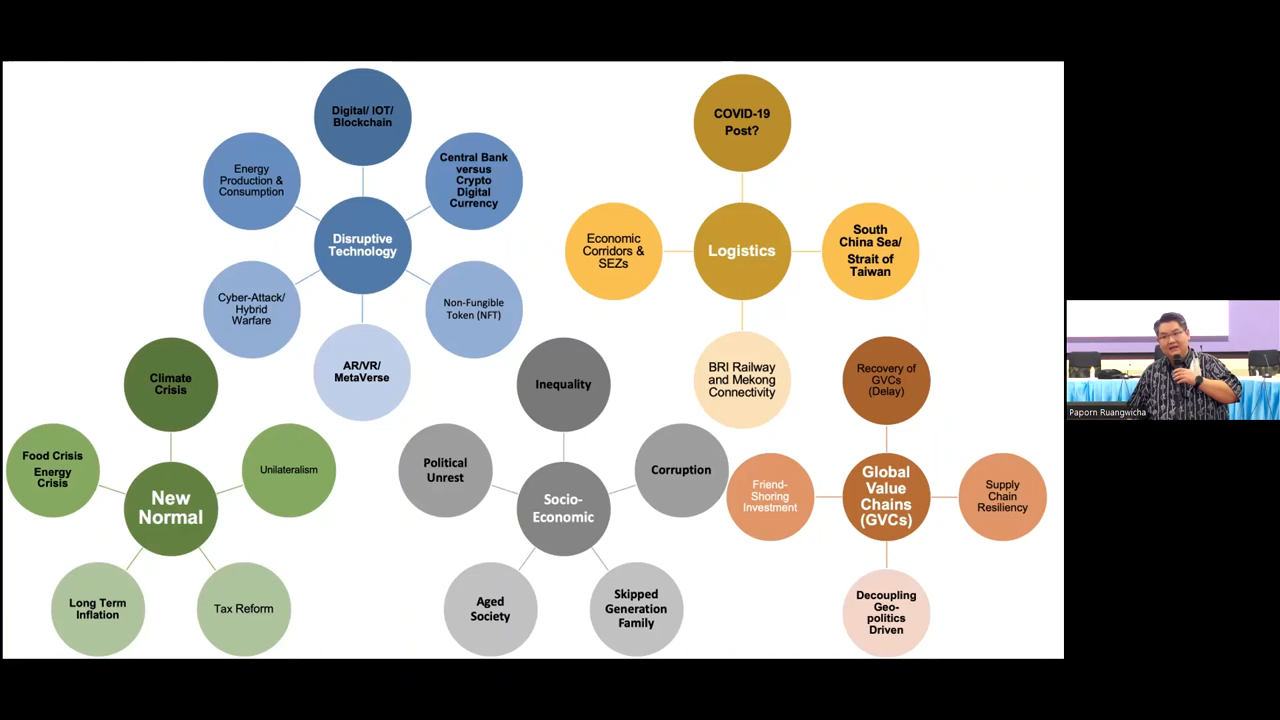 Digital/ IOT/
Blockchain
Energy
Production &
Consumption
Central Bank
versus
Crypto
Digital
Currency
Disruptive
Technology
Cyber-Attack/
Hybrid
Warfare
Non-Fungible
Token (NFT)
AR/VR/
MetaVerse
COVID-19
Post?
Economic
Corridors &
SEZs
Logistics
South
China Sea/
Strait of
Taiwan
BRI Railway
and Mekong
Connectivity
Climate
Crisis
Food Crisis
Energy
Crisis
Unilateralism
New
Normal
Long Term
Inflation
Tax Reform
Inequality
Political
Unrest
Corruption
Socio-
Economic
Aged
Society
Skipped
Generation
Family
Recovery of
GVCs
(Delay)
Friend-
Shoring
Investment
Global
Value
Chains
(GVCs)
Supply
Chain
Resiliency
Decoupling
Geo-
politics
Driven
Paporn Ruangwicha